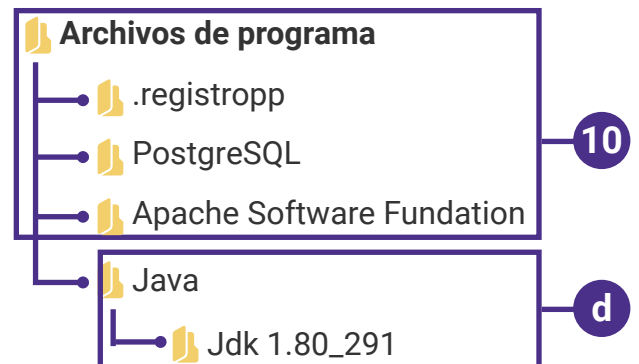 Archivos de programa
.registropp
PostgreSQL
10
Apache Software Fundation
Java
d
Jdk 1.80_291